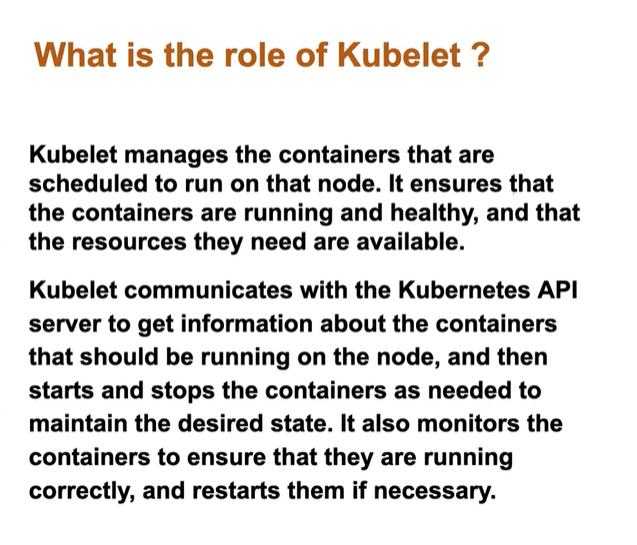 What is the role of Kubelet ?
Kubelet manages the containers that are
scheduled to run on that node. It ensures that
the containers are running and healthy, and that
the resources they need are available.
Kubelet communicates with the Kubernetes API
server to get information about the containers
that should be running on the node, and then
starts and stops the containers as needed to
maintain the desired state. It also monitors the
containers to ensure that they are running
correctly, and restarts them if necessary.